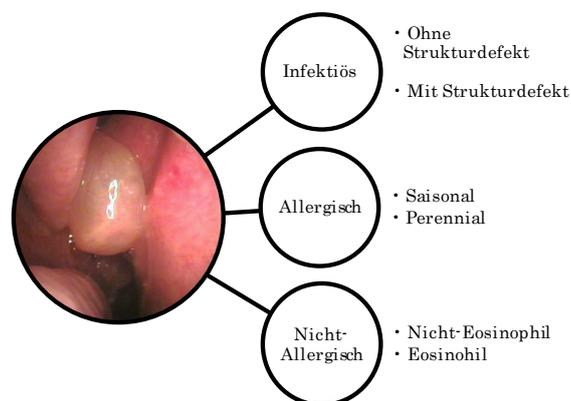 Infektiös
· Ohne
Strukturdefekt
· Mit Strukturdefekt
Allergisch
· Saisonal
· Perennial
Nicht-
Allergisch
· Nicht-Eosinophil
· Eosinohil